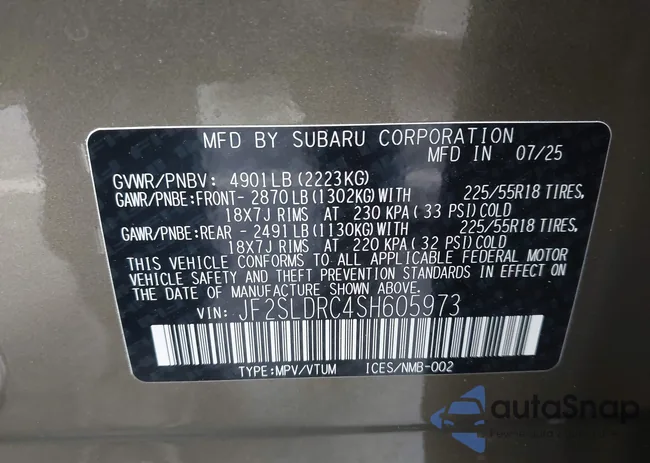 MFD BY SUBARU CORPORATION
MFD IN 07/25
GVWR/PNBV: 4901LB(2223KG)
GAWR/PNBE:FRONT- 2870LB(1302KG)WITH 225/55R18 TIRES,
18X7J RIMS AT 230 KPA(33 PSI)COLD
GAWR/PNBE:REAR -2491LB(1130KG)WITH 225/55R18 TIRES,
18X7J RIMS AT 220 KPA(32 PSI)COLD
THIS VEHICLE CONFORMS TO ALL APPLICABLE FEDERAL MOTOR
VEHICLE SAFETY AND THEFT PREVENTION STANDARDS IN EFFECT ON
THE DATE OF MANUFACTURE SHOWN ABOVE.
VIN: JF2SLDRC4SH605973
TYPE:MPV/VTUM ICES/NMB-002
autoSnap